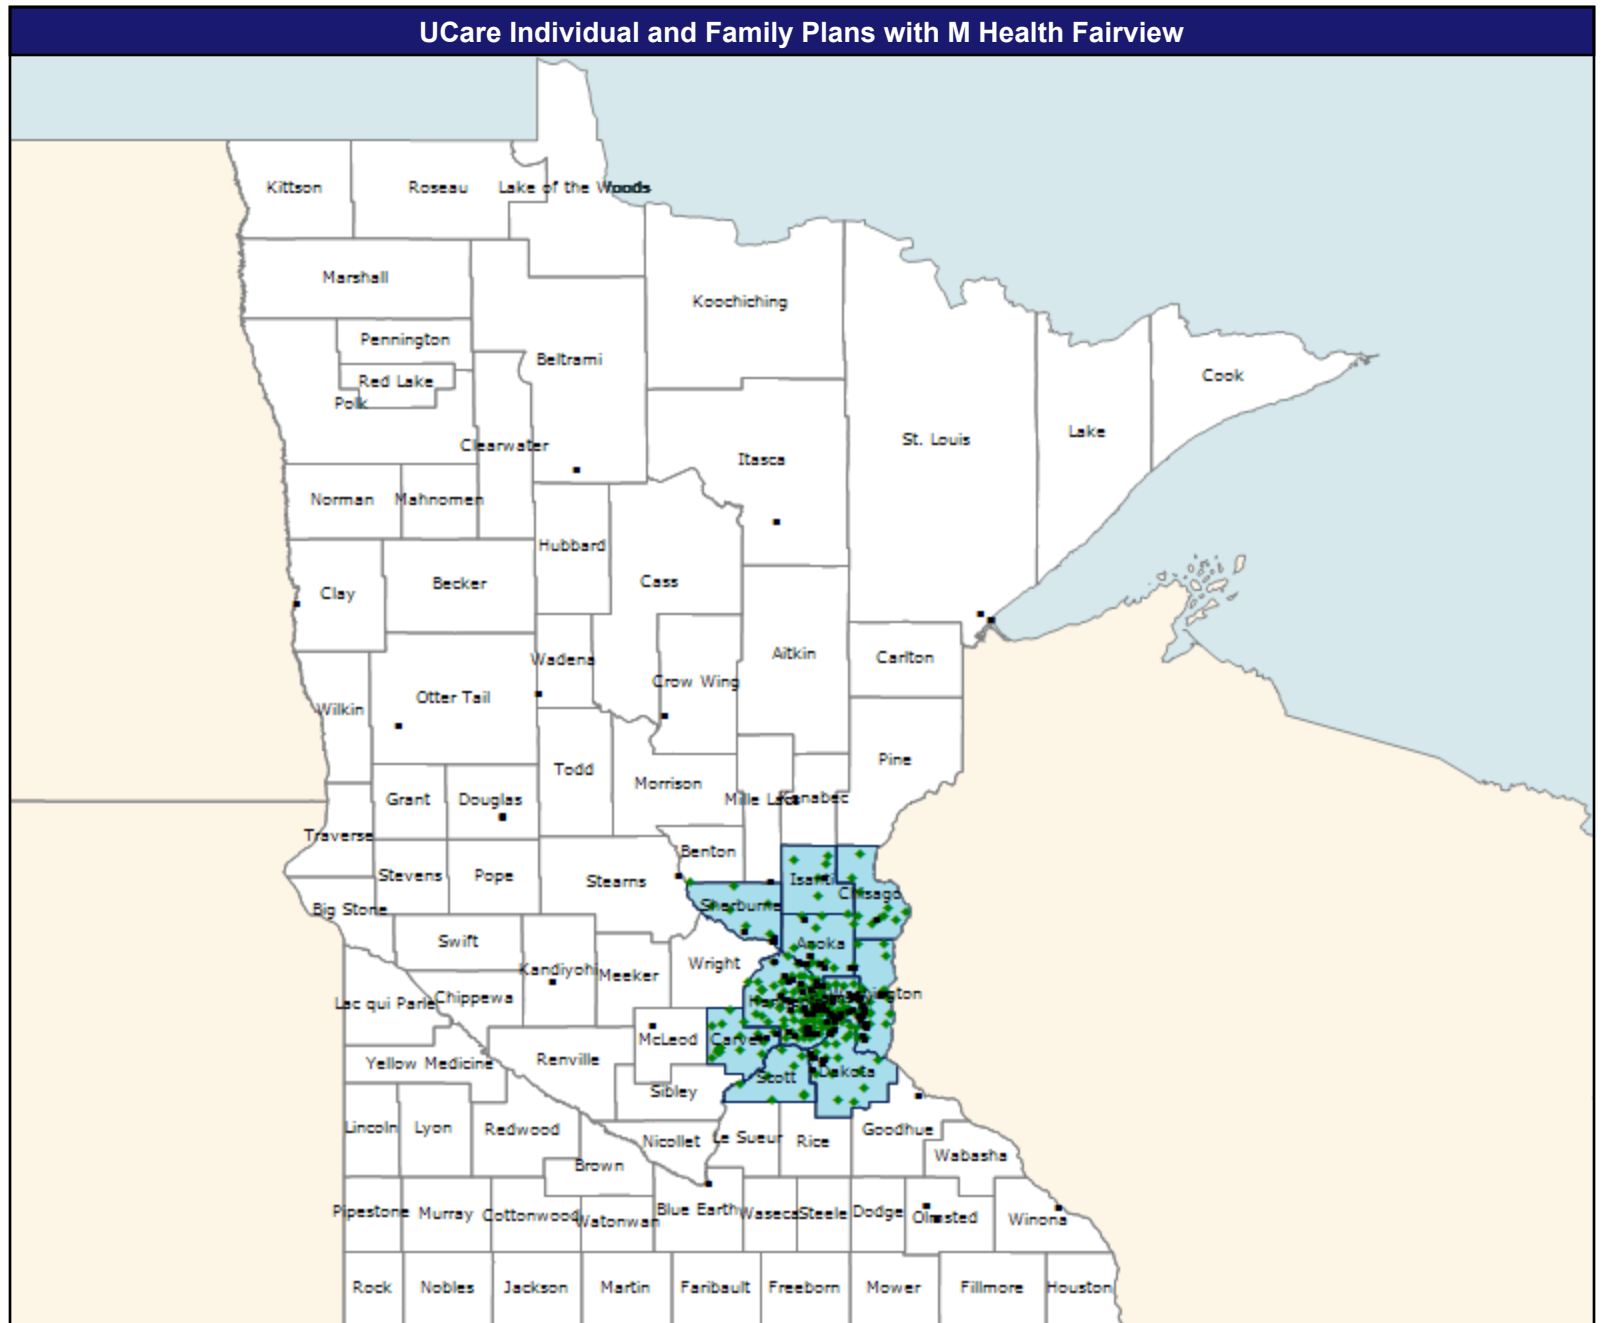 UCare Individual and Family Plans with M Health Fairview
Kittson
Roseau
Lake of the Woods
Marshall
Koochiching
Pennington
Beltrami
Red Lake
Cook
Polk
Lake
St. Louis
Clearwater
Itasca
Norman
Mahnomen
Hubbard
Cass
Becker
Clay
Aitkin
Carlton
Wadena
Crow Wing
Otter Tail
Wilkin
Pine
Todd
Morrison
Grant
Douglas
Mille Lacs
Kanabec
Traverse
Benton
Stevens
Pope
Stearns
Isanti
Chisago
Big Stone
Sherburne
Swift
Anoka
Wright
Kandiyohi
Meeker
Washington
Lac qui Parle
Chippewa
McLeod
Carver
Renville
Yellow Medicine
Scott
Dakota
Sibley
Lincoln
Lyon
Redwood
Goodhue
Nicollet
Le Sueur
Rice
Wabasha
Brown
Pipestone
Murray
Cottonwood
Watonwan
Blue Earth
Waseca
Steele
Dodge
Olmsted
Winona
Rock
Nobles
Jackson
Martin
Faribault
Freeborn
Mower
Fillmore
Houston